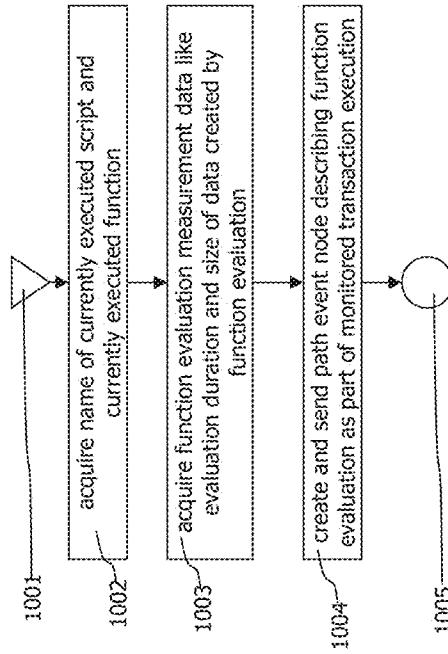 1001
acquire name of currently executed script and
currently executed function
1002
acquire function evaluation measurement data like
evaluation duration and size of data created by
function evaluation
1003
create and send path event node describing function
evaluation as part of monitored transaction execution
1004
1005